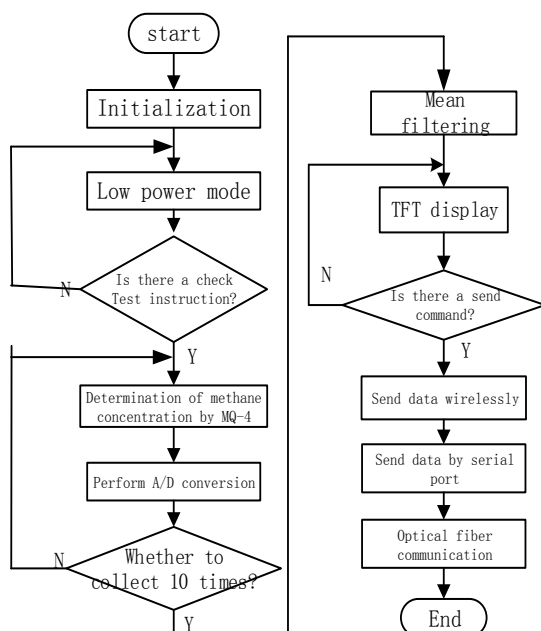 start
Initialization
Low power mode
Is there a check
Test instruction?
N
Y
Determination of methane
concentration by MQ-4
Perform A/D conversion
Whether to
collect 10 times?
N
Y
Mean
filtering
TFT display
N
Is there a send
command?
Y
Send data wirelessly
Send data by serial
port
Optical fiber
communication
End